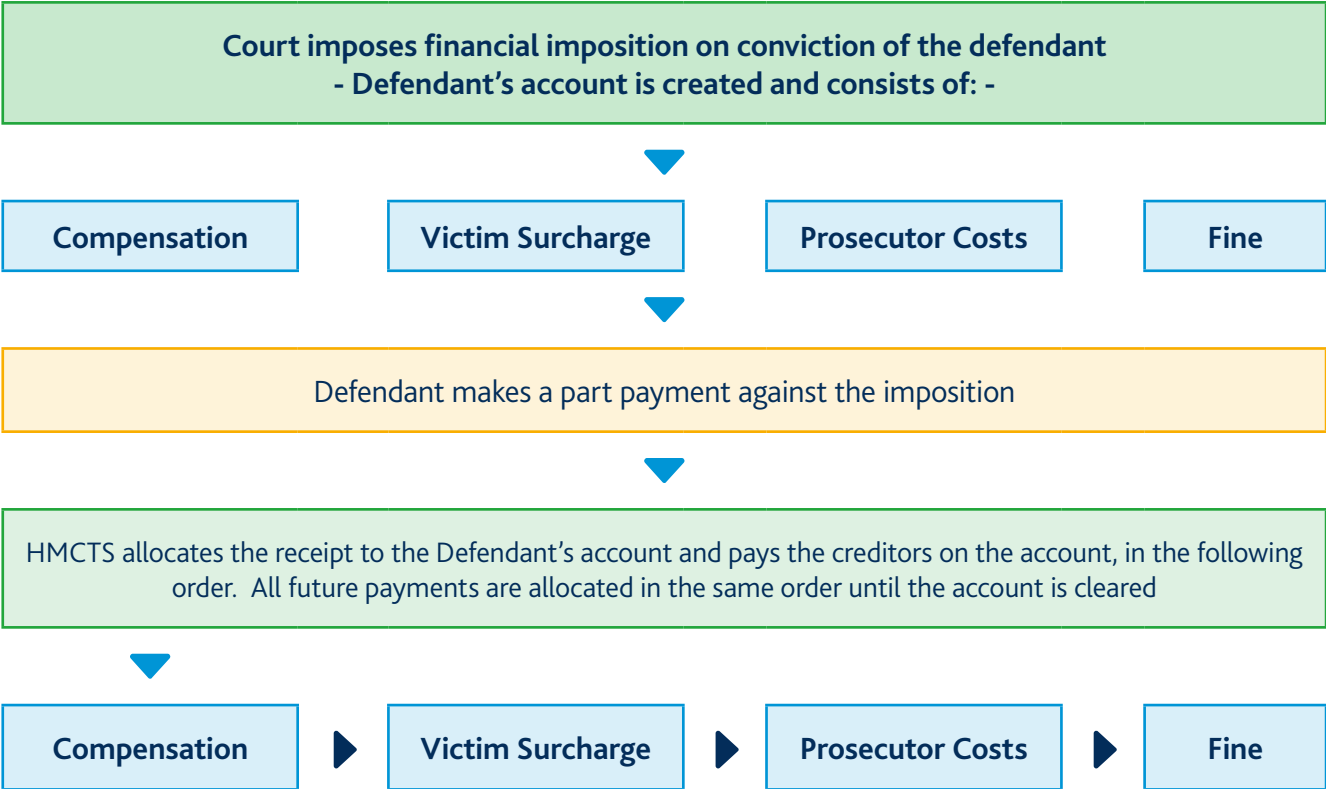 Court imposes financial imposition on conviction of the defendant
- Defendant's account is created and consists of: -
Compensation
Victim Surcharge
Prosecutor Costs
Fine
Defendant makes a part payment against the imposition
HMCTS allocates the receipt to the Defendant's account and pays the creditors on the account, in the following
order.  All future payments are allocated in the same order until the account is cleared
Compensation
Victim Surcharge
Prosecutor Costs
Fine